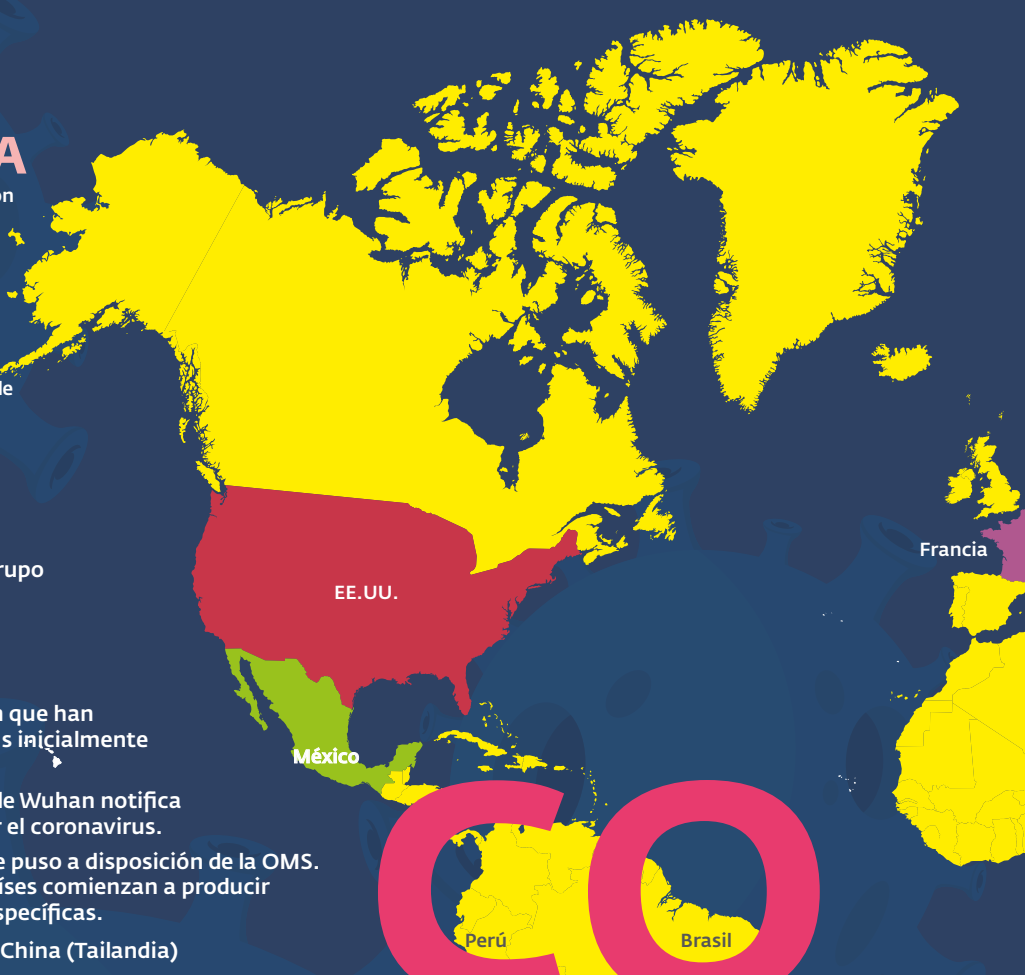 A
ón
de
rupo
n que han
s inicialmente
de Wuhan notifica
r el coronavirus.
e puso a disposición de la OMS.
íses comienzan a producir
specíficas.
China (Tailandia)
EE.UU.
México
Francia
CO
Perú
Brasil